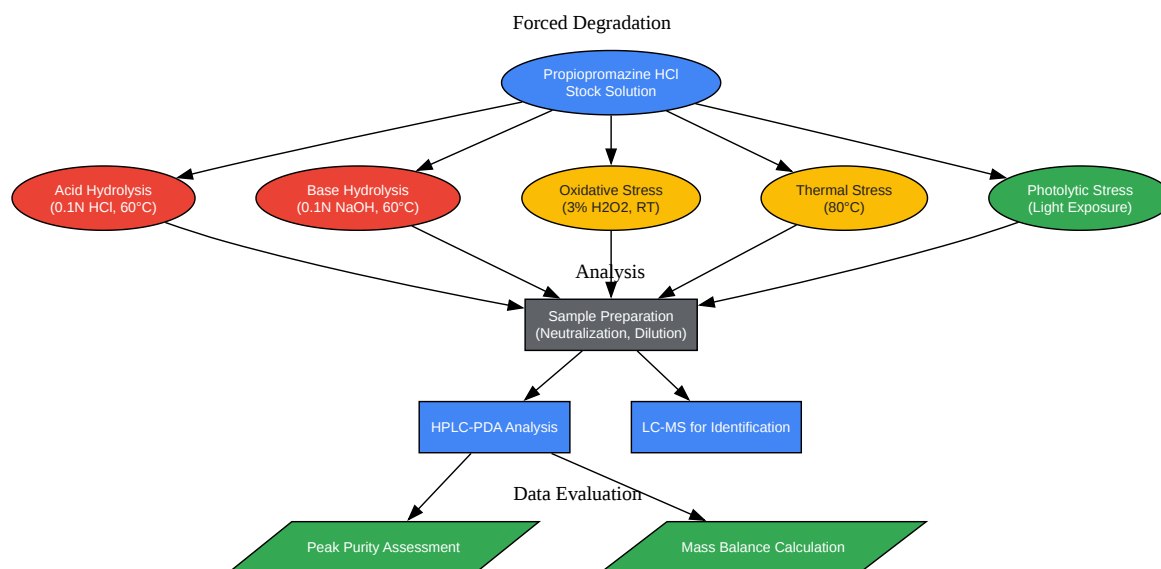 Forced Degradation
Propiopromazine HCl
Stock Solution
Acid Hydrolysis
(0.1N HCl, 60°C)
Base Hydrolysis
(0.1N NaOH, 60°C)
Oxidative Stress
(3% H2O2, RT)
Thermal Stress
(80°C)
Photolytic Stress
(Light Exposure)
Analysis
Sample Preparation
(Neutralization, Dilution)
HPLC-PDA Analysis
LC-MS for Identification
Data Evaluation
Peak Purity Assessment
Mass Balance Calculation